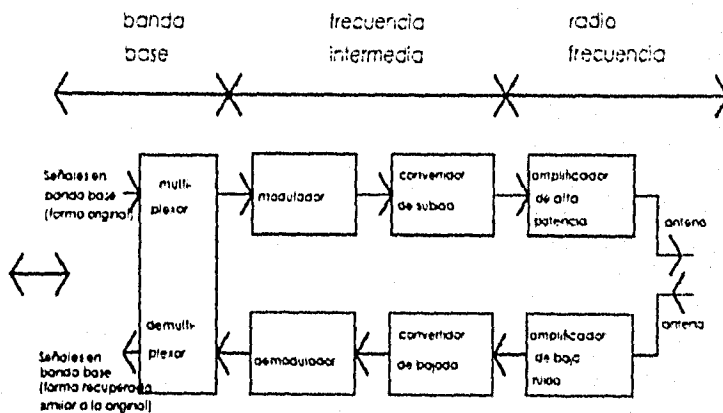 banda
base
frecuencia
intermedia
radio
frecuencia
Señales en
banda base
(forma original)
multi-
plexor
modulador
convertidor
de subida
amplificador
de alta
potencia
antena
demulti-
plexor
demodulador
convertidor
de bajada
amplificador
de bajo
ruido
antena
Señales en
banda base
(forma recuperada
similar a la original)